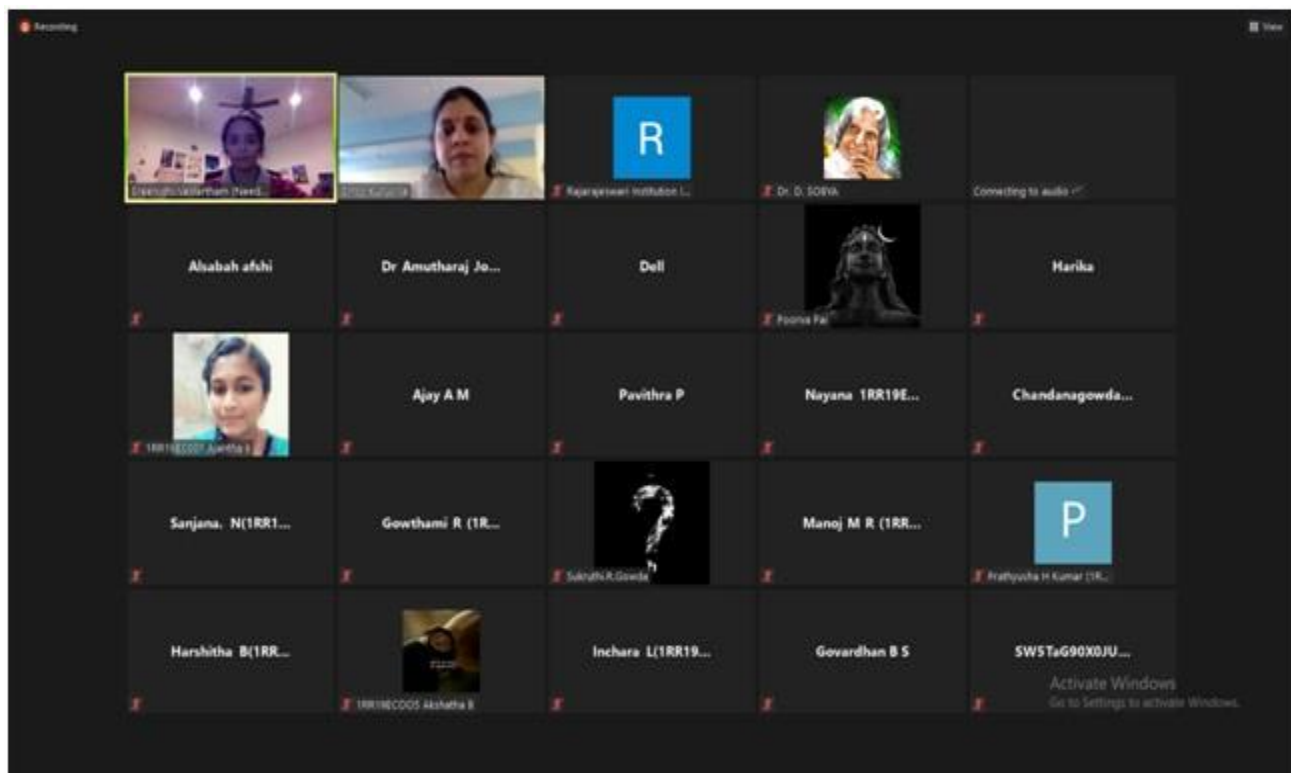 Recording
View
R
Rajarajeswari Institution I...
Dr. D. SOBYA
Connecting to audio
Alsabah afshi
Dr Amutharaj Jo...
Dell
Poorva Pai
Harika
Ajay A M
Pavithra P
Nayana 1RR19E...
Chandanagowda...
Sanjana. N(1RR1...
Gowthami R (1R...
Sukruthi.R.Gowda
Manoj M R (1RR...
P
Prathyusha H Kumar (1R...
Harshitha B(1RR...
1RR19EC005 Akshatha B
Inchara L(1RR19...
Govardhan B S
SW5TaG90X0JU...
Activate Windows
Go to Settings to activate Windows.